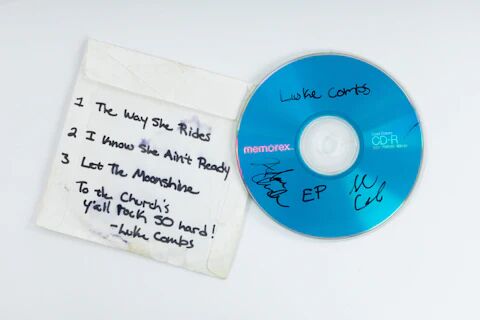 1 The Way She Rides
2 I Know She Ain't Ready
3 Let The Moonshine
To the Church's
y'all Rock SO hard!
-Luke Combs
Luke Combs
memorex
CD-R
EP